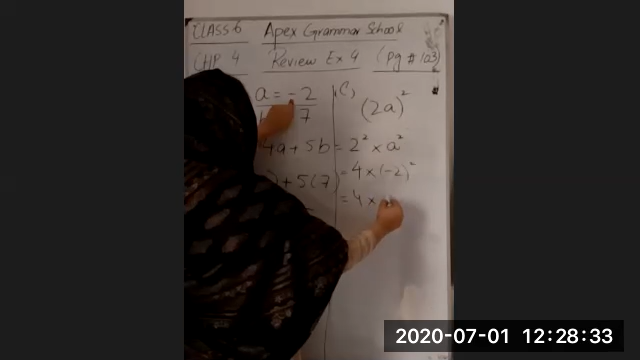 CLASS 6 Apex Grammar School
CHP 4 Review Ex 4 (Pg # 103)
a = -2
7
4a + 5b
+ 5(7)
(C) (2a)²
= 2² × a²
= 4 × (-2)²
= 4 ×
2020-07-01 12:28:33